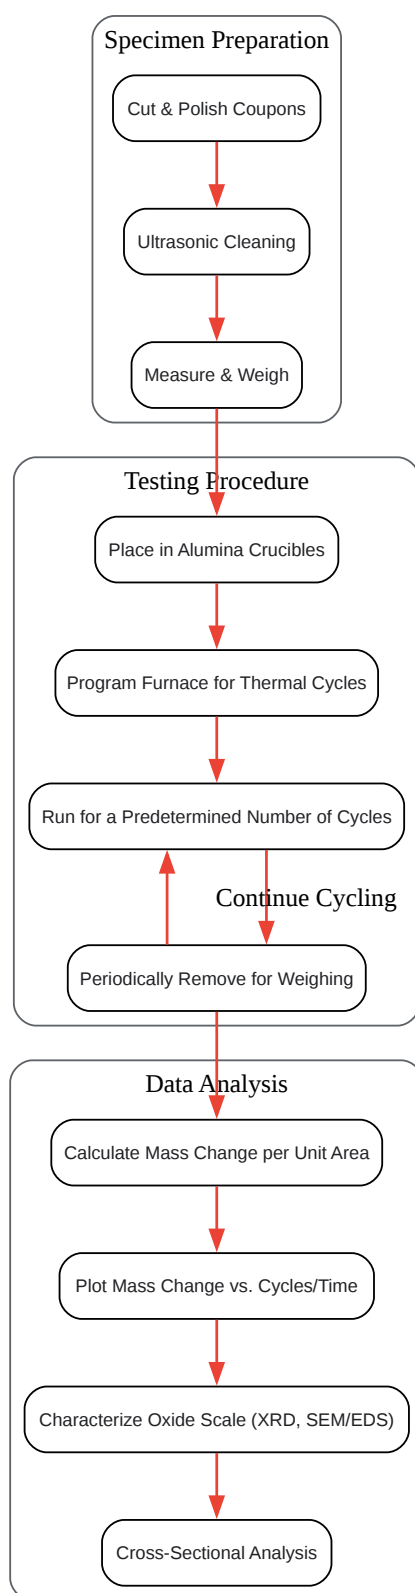 Specimen Preparation
Cut & Polish Coupons
Ultrasonic Cleaning
Measure & Weigh
Testing Procedure
Place in Alumina Crucibles
Program Furnace for Thermal Cycles
Run for a Predetermined Number of Cycles
Continue Cycling
Periodically Remove for Weighing
Data Analysis
Calculate Mass Change per Unit Area
Plot Mass Change vs. Cycles/Time
Characterize Oxide Scale (XRD, SEM/EDS)
Cross-Sectional Analysis